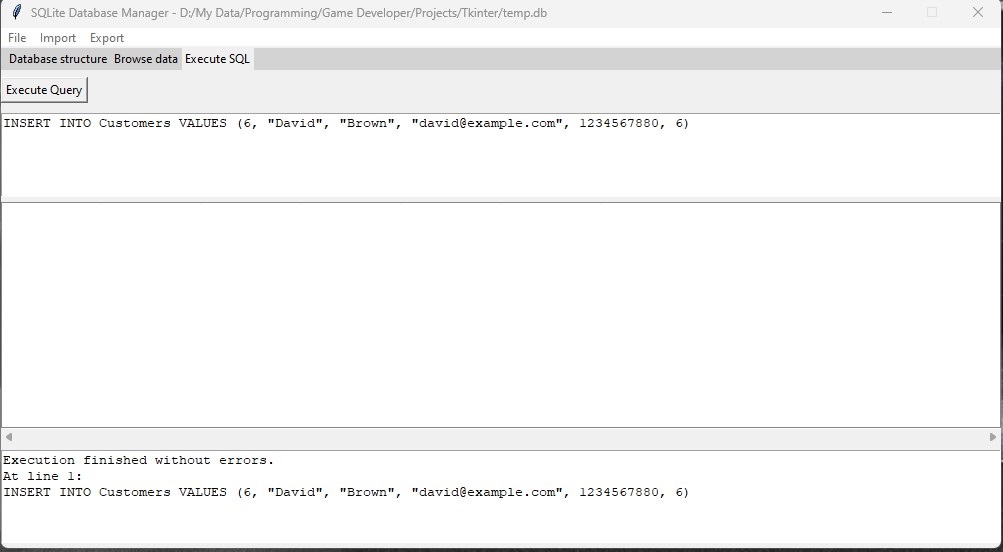 SQLite Database Manager - D:/My Data/Programming/Game Developer/Projects/Tkinter/temp.db
File Import Export
Database structure Browse data Execute SQL
Execute Query
INSERT INTO Customers VALUES (6, "David", "Brown", "david@example.com", 1234567880, 6)
Execution finished without errors.
At line 1:
INSERT INTO Customers VALUES (6, "David", "Brown", "david@example.com", 1234567880, 6)